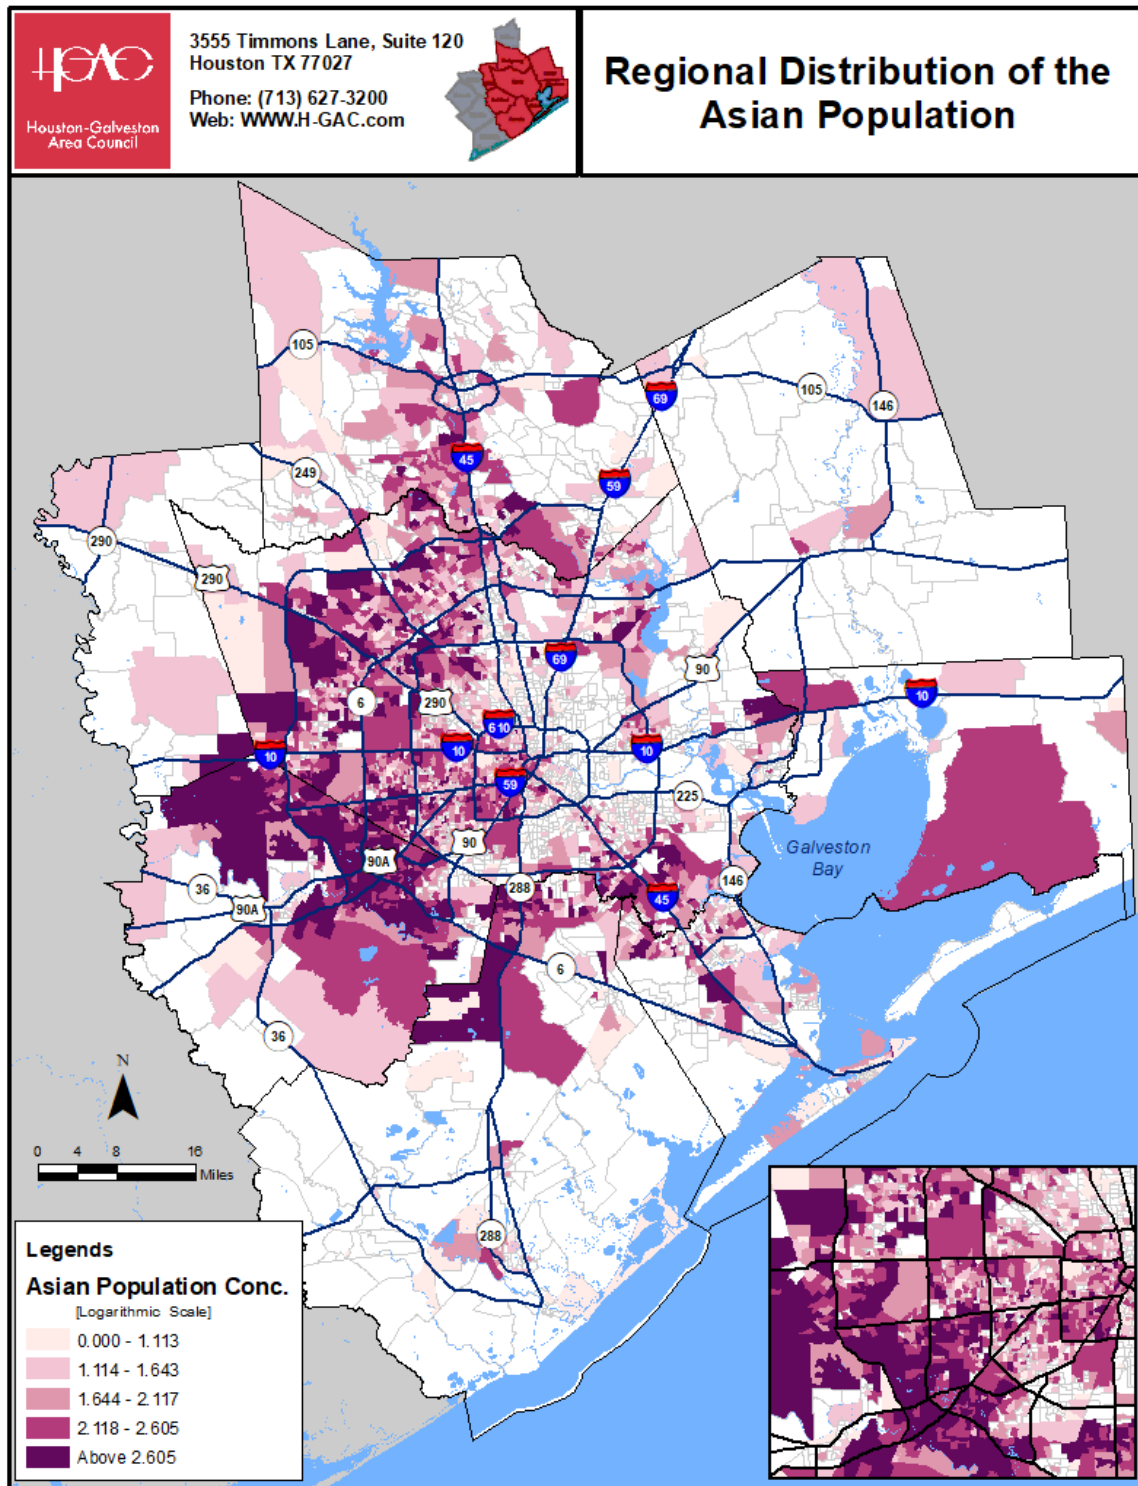 HGAC
Houston-Galveston
Area Council
3555 Timmons Lane, Suite 120
Houston TX 77027
Phone: (713) 627-3200
Web: WWW.H-GAC.com
Regional Distribution of the
Asian Population
105
69
105
146
45
249
59
290
290
69
90
6
290
610
10
10
10
10
59
225
90
90A
Galveston
Bay
36
90A
288
45
146
6
36
N
0 4 8 16
Miles
288
Legends
Asian Population Conc.
[Logarithmic Scale]
0.000 - 1.113
1.114 - 1.643
1.644 - 2.117
2.118 - 2.605
Above 2.605